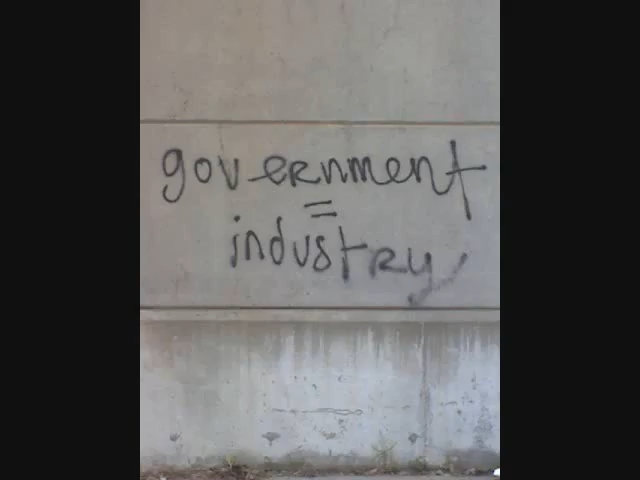 government
=
industry